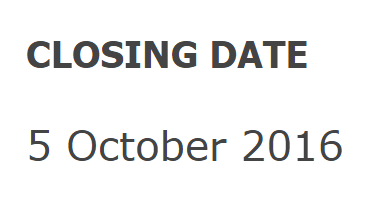 CLOSING DATE
5 October 2016